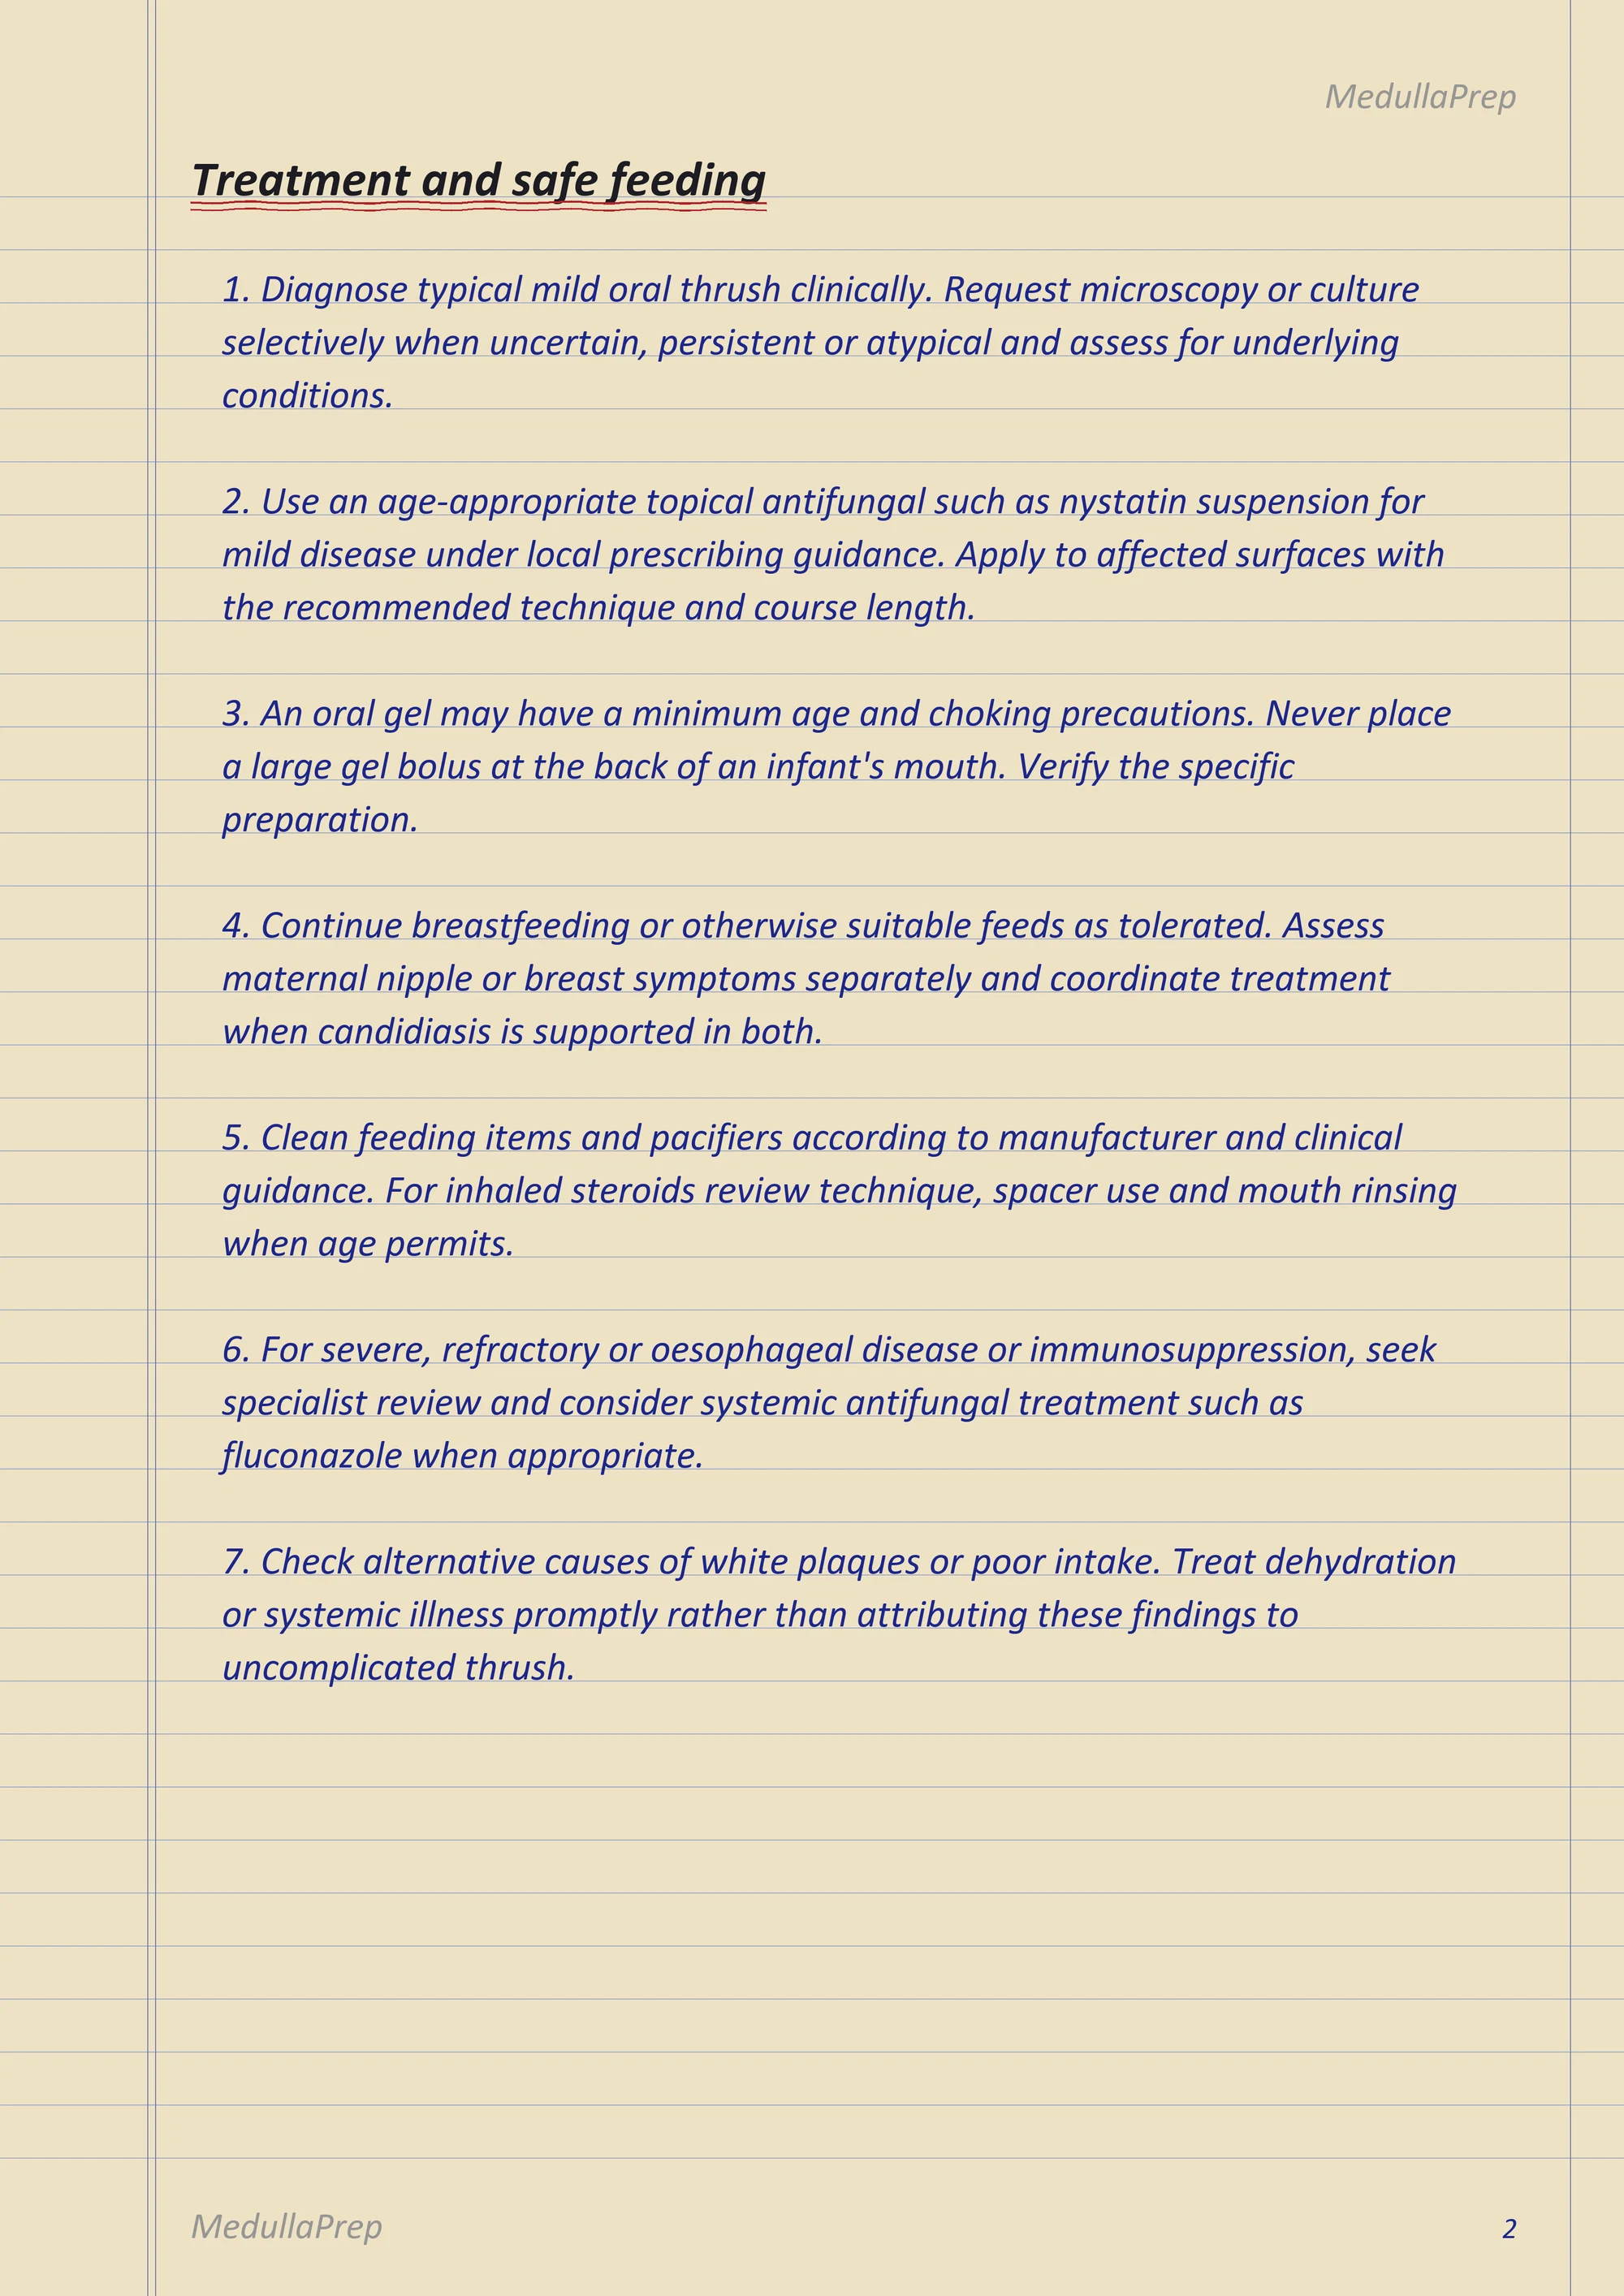 MedullaPrep
Treatment and safe feeding
1. Diagnose typical mild oral thrush clinically. Request microscopy or culture
selectively when uncertain, persistent or atypical and assess for underlying
conditions.
2. Use an age-appropriate topical antifungal such as nystatin suspension for
mild disease under local prescribing guidance. Apply to affected surfaces with
the recommended technique and course length.
3. An oral gel may have a minimum age and choking precautions. Never place
a large gel bolus at the back of an infant's mouth. Verify the specific
preparation.
4. Continue breastfeeding or otherwise suitable feeds as tolerated. Assess
maternal nipple or breast symptoms separately and coordinate treatment
when candidiasis is supported in both.
5. Clean feeding items and pacifiers according to manufacturer and clinical
guidance. For inhaled steroids review technique, spacer use and mouth rinsing
when age permits.
6. For severe, refractory or oesophageal disease or immunosuppression, seek
specialist review and consider systemic antifungal treatment such as
fluconazole when appropriate.
7. Check alternative causes of white plaques or poor intake. Treat dehydration
or systemic illness promptly rather than attributing these findings to
uncomplicated thrush.
MedullaPrep
2